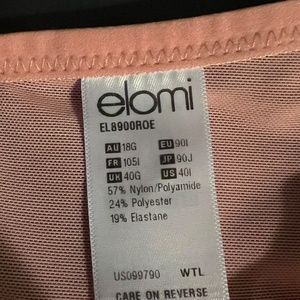 elomi
EL8900ROE
AU 18G EU 90I
FR 105I JP 90J
UK 40G US 40I
57% Nylon/Polyamide
24% Polyester
19% Elastane
US099790 WTL
CARE ON REVERSE